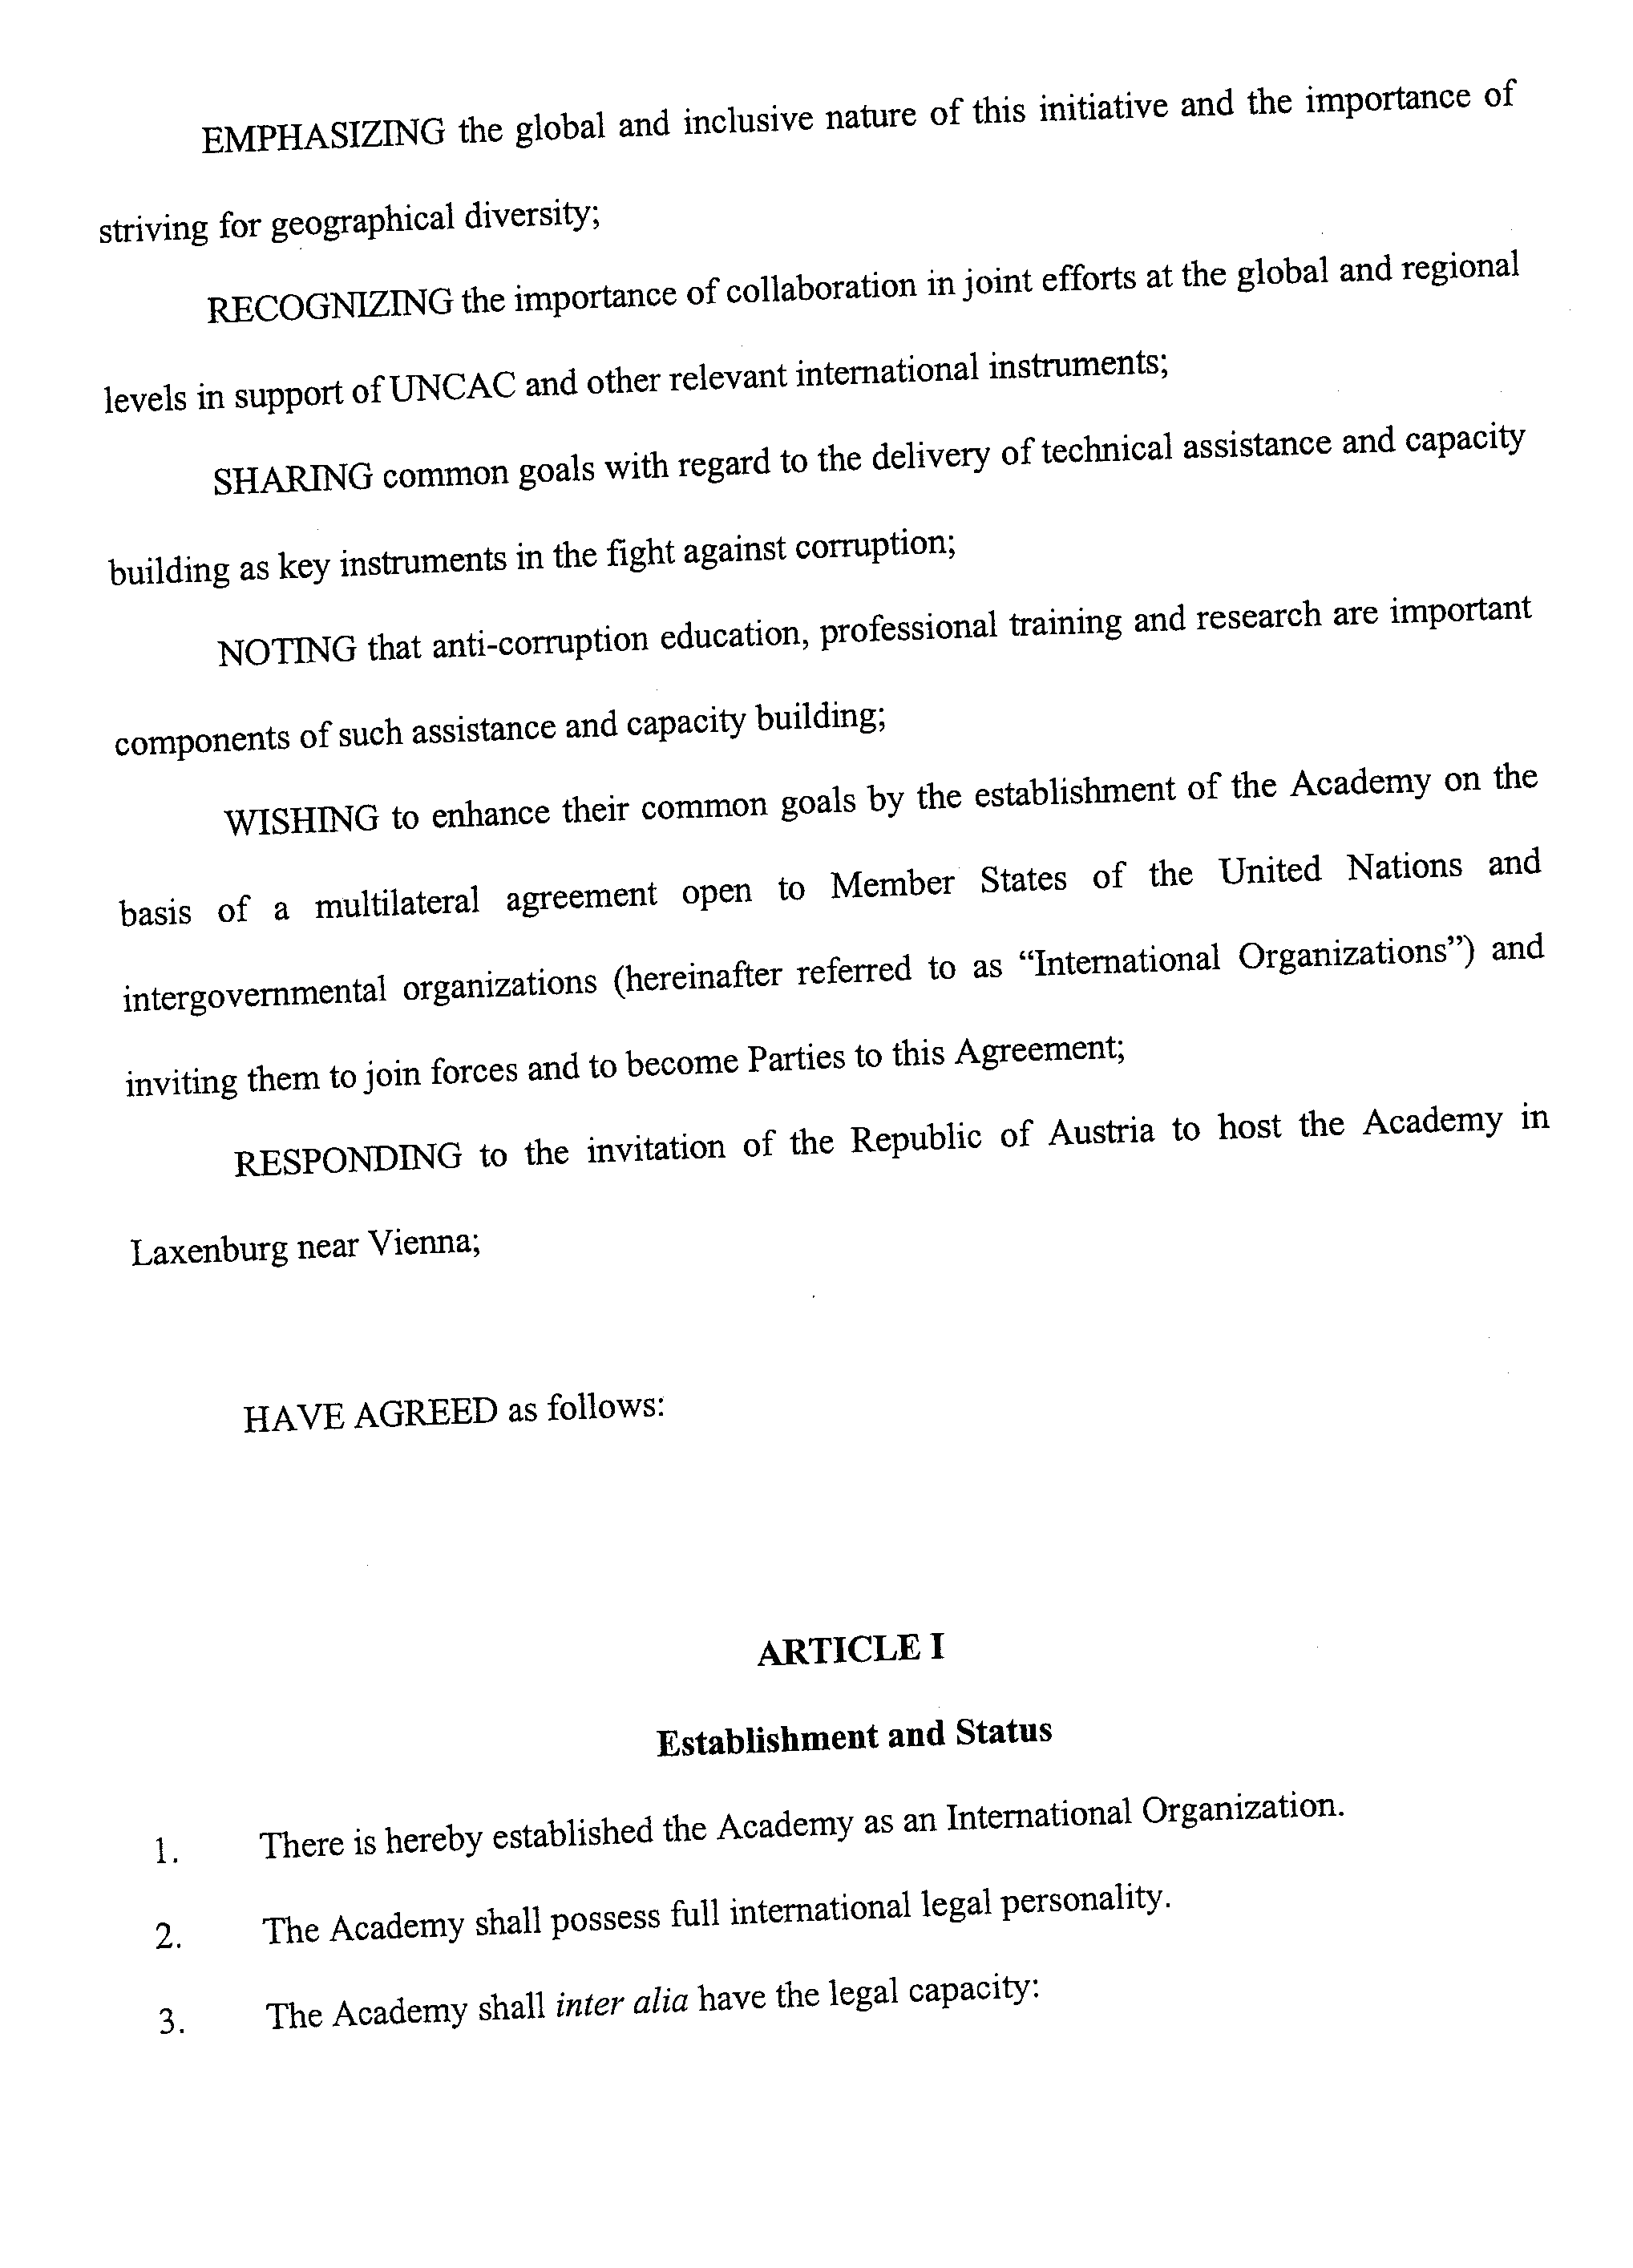 EMPHASIZING the global and inclusive nature of this initiative and the importance of
striving for geographical diversity;
RECOGNIZING the importance of collaboration in joint efforts at the global and regional
levels in support of UNCAC and other relevant international instruments;
SHARING common goals with regard to the delivery of technical assistance and capacity
building as key instruments in the fight against corruption;
NOTING that anti-corruption education, professional training and research are important
components of such assistance and capacity building;
WISHING to enhance their common goals by the establishment of the Academy on the
basis of a multilateral agreement open to Member States of the United Nations and
intergovernmental organizations (hereinafter referred to as “International Organizations”) and
inviting them to join forces and to become Parties to this Agreement;
RESPONDING to the invitation of the Republic of Austria to host the Academy in
Laxenburg near Vienna;
HAVE AGREED as follows:
ARTICLE I
Establishment and Status
1. There is hereby established the Academy as an International Organization.
2. The Academy shall possess full international legal personality.
3. The Academy shall inter alia have the legal capacity: